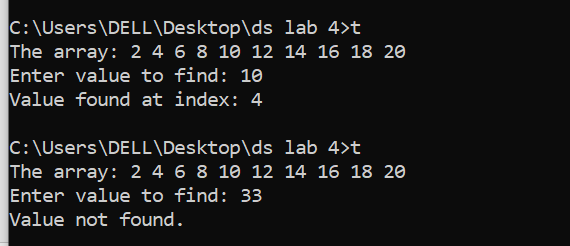 C:\Users\DELL\Desktop\ds lab 4>t
The array: 2 4 6 8 10 12 14 16 18 20
Enter value to find: 10
Value found at index: 4
C:\Users\DELL\Desktop\ds lab 4>t
The array: 2 4 6 8 10 12 14 16 18 20
Enter value to find: 33
Value not found.